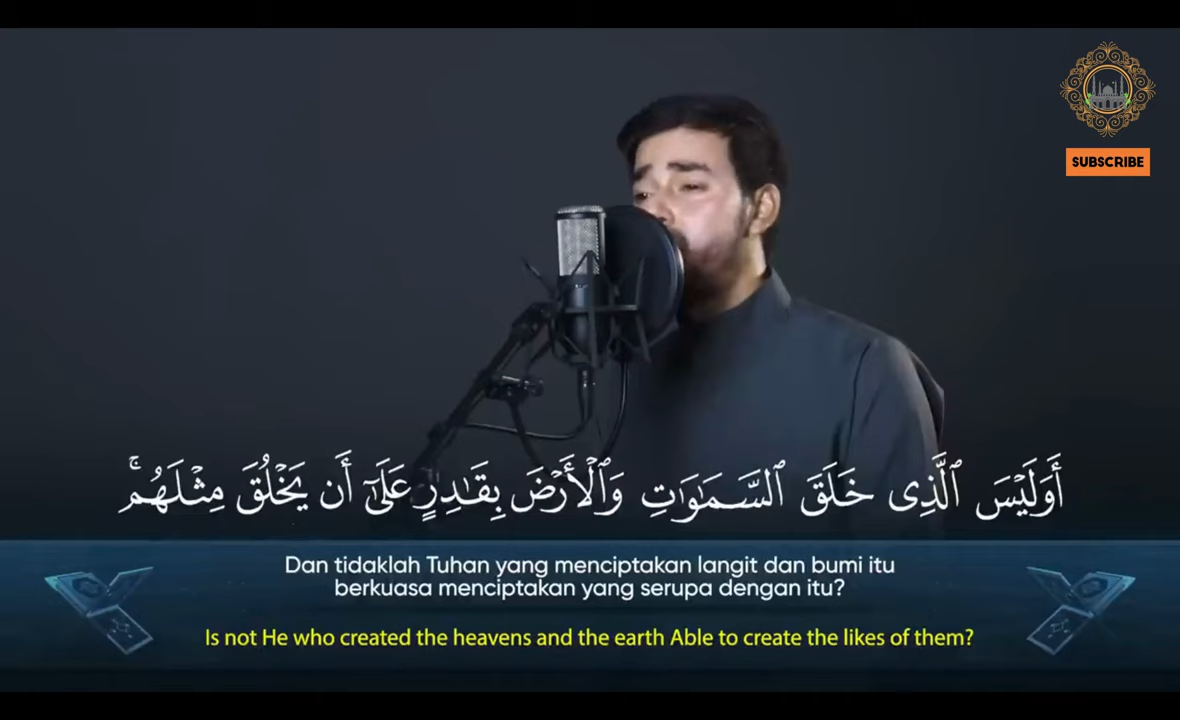 SUBSCRIBE
أَوَلَيْسَ ٱلَّذِى خَلَقَ ٱلسَّمَـٰوَٰتِ وَٱلْأَرْضَ بِقَـٰدِرٍ عَلَىٰٓ أَن يَخْلُقَ مِثْلَهُم ۚ
Dan tidaklah Tuhan yang menciptakan langit dan bumi itu
berkuasa menciptakan yang serupa dengan itu?
Is not He who created the heavens and the earth Able to create the likes of them?